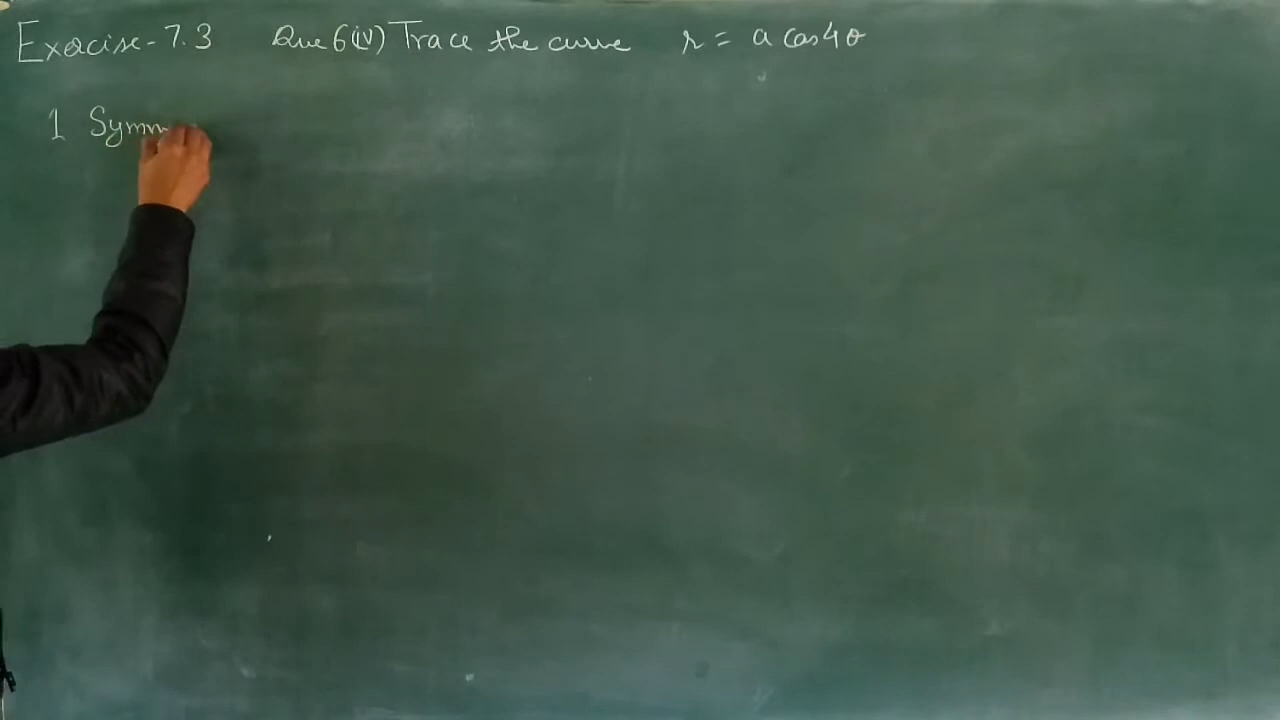 Exercise-7.3 Que 6(iv) Trace the curve r = a cos4θ
1 Symm